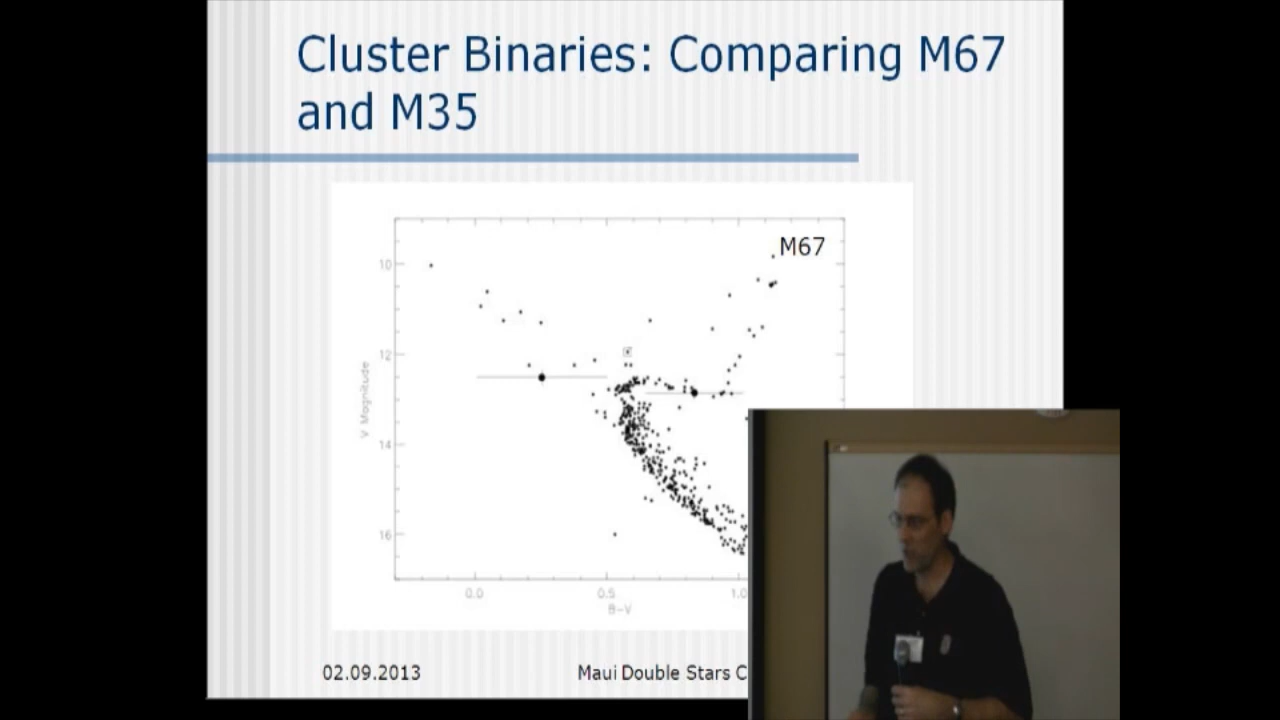 Cluster Binaries: Comparing M67
and M35
M67
10
12
14
16
V Magnitude
0.0 0.5 1.0
B-V
02.09.2013 Maui Double Stars C